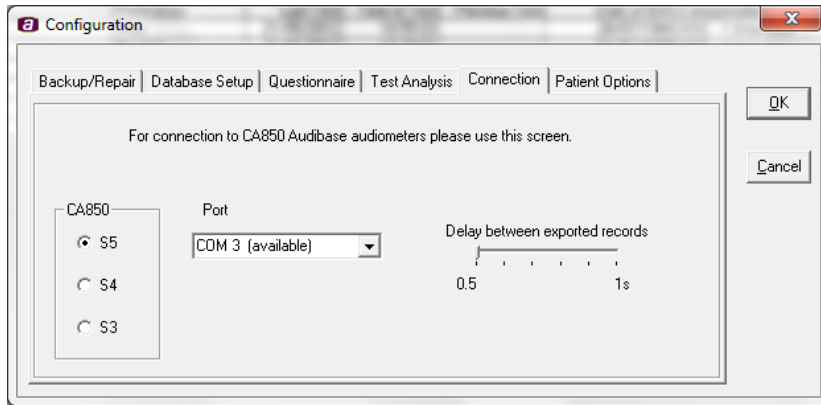 a Configuration
x
Backup/Repair Database Setup Questionnaire Test Analysis Connection Patient Options
OK
For connection to CA850 Audibase audiometers please use this screen.
Cancel
CA850
Port
S5
COM 3 (available)
Delay between exported records
S4
0.5 1s
S3